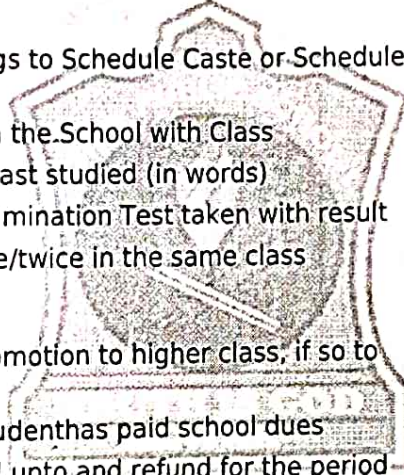 gs to Schedule Caste or Schedule
the.School with Class
ast studied (in words)
mination Test taken with result
e/twice in the same class
omotion to higher class, if so to
udenthas paid school dues
upto and refund for the period